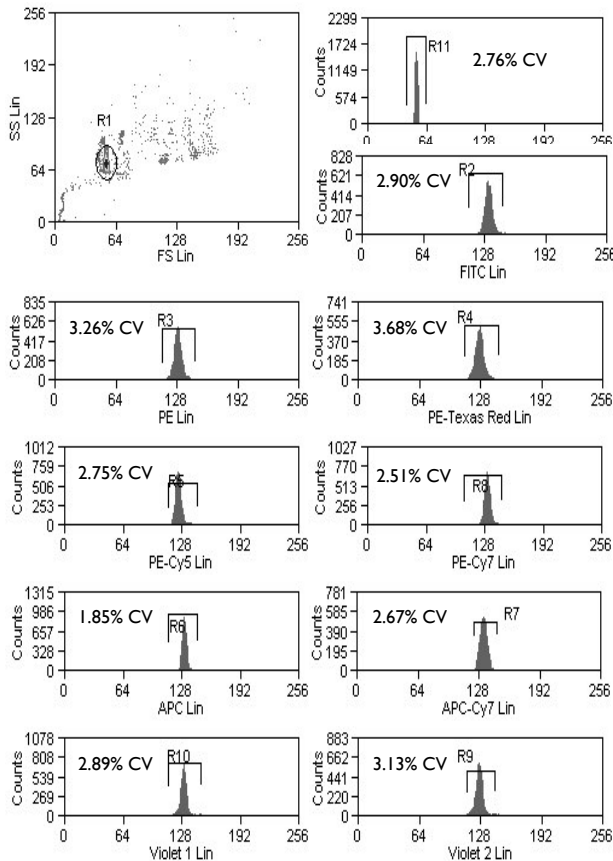 256
192
128
64
0
SS Lin
R1
0 64 128 192 256
FS Lin
2299
1724
1149
574
0
Counts
R11
2.76% CV
0 64 128 192 256
828
621
414
207
0
Counts
2.90% CV
R2
0 64 128 192 256
FITC Lin
835
626
417
208
0
Counts
3.26% CV
R3
0 64 128 192 256
PE Lin
741
555
370
185
0
Counts
3.68% CV
R4
0 64 128 192 256
PE-Texas Red Lin
1012
759
506
253
0
Counts
2.75% CV
R5
0 64 128 192 256
PE-Cy5 Lin
1027
770
513
256
0
Counts
2.51% CV
R8
0 64 128 192 256
PE-Cy7 Lin
1315
986
657
328
0
Counts
1.85% CV
R6
0 64 128 192 256
APC Lin
781
585
390
195
0
Counts
2.67% CV
R7
0 64 128 192 256
APC-Cy7 Lin
1078
808
539
269
0
Counts
2.89% CV
R10
0 64 128 192 256
Violet 1 Lin
883
662
441
220
0
Counts
3.13% CV
R9
0 64 128 192 256
Violet 2 Lin